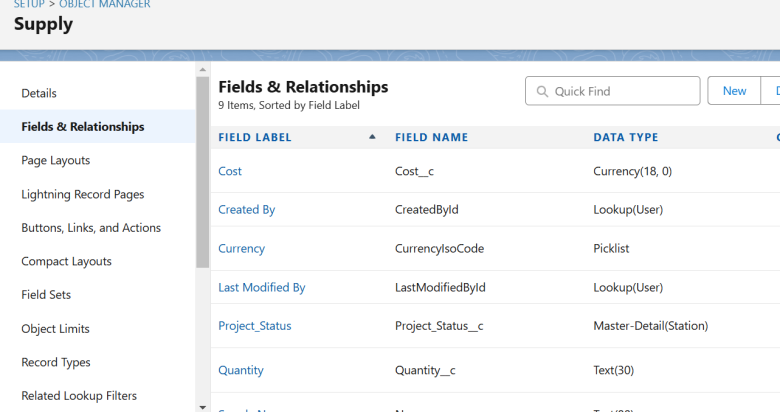 SETUP > OBJECT MANAGER
Supply
Details
Fields & Relationships
Page Layouts
Lightning Record Pages
Buttons, Links, and Actions
Compact Layouts
Field Sets
Object Limits
Record Types
Related Lookup Filters
Fields & Relationships
9 Items, Sorted by Field Label
Quick Find
New
FIELD LABEL FIELD NAME DATA TYPE
Cost Cost__c Currency(18, 0)
Created By CreatedById Lookup(User)
Currency CurrencyIsoCode Picklist
Last Modified By LastModifiedById Lookup(User)
Project_Status Project_Status__c Master-Detail(Station)
Quantity Quantity__c Text(30)